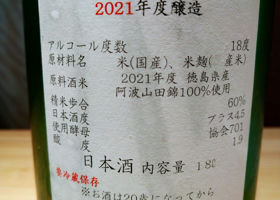 2021年度醸造
アルコール度数 18度
原材料名 米(国産)、米麹(産米)
原料酒米 2021年度 徳島県産
阿波山田錦100%使用
精米歩合 60%
日本酒度 プラス4.5
使用酵母 協会701
酸度 1.9
日本酒 内容量 1.8ℓ
要冷蔵保存
※お酒は20歳になってから